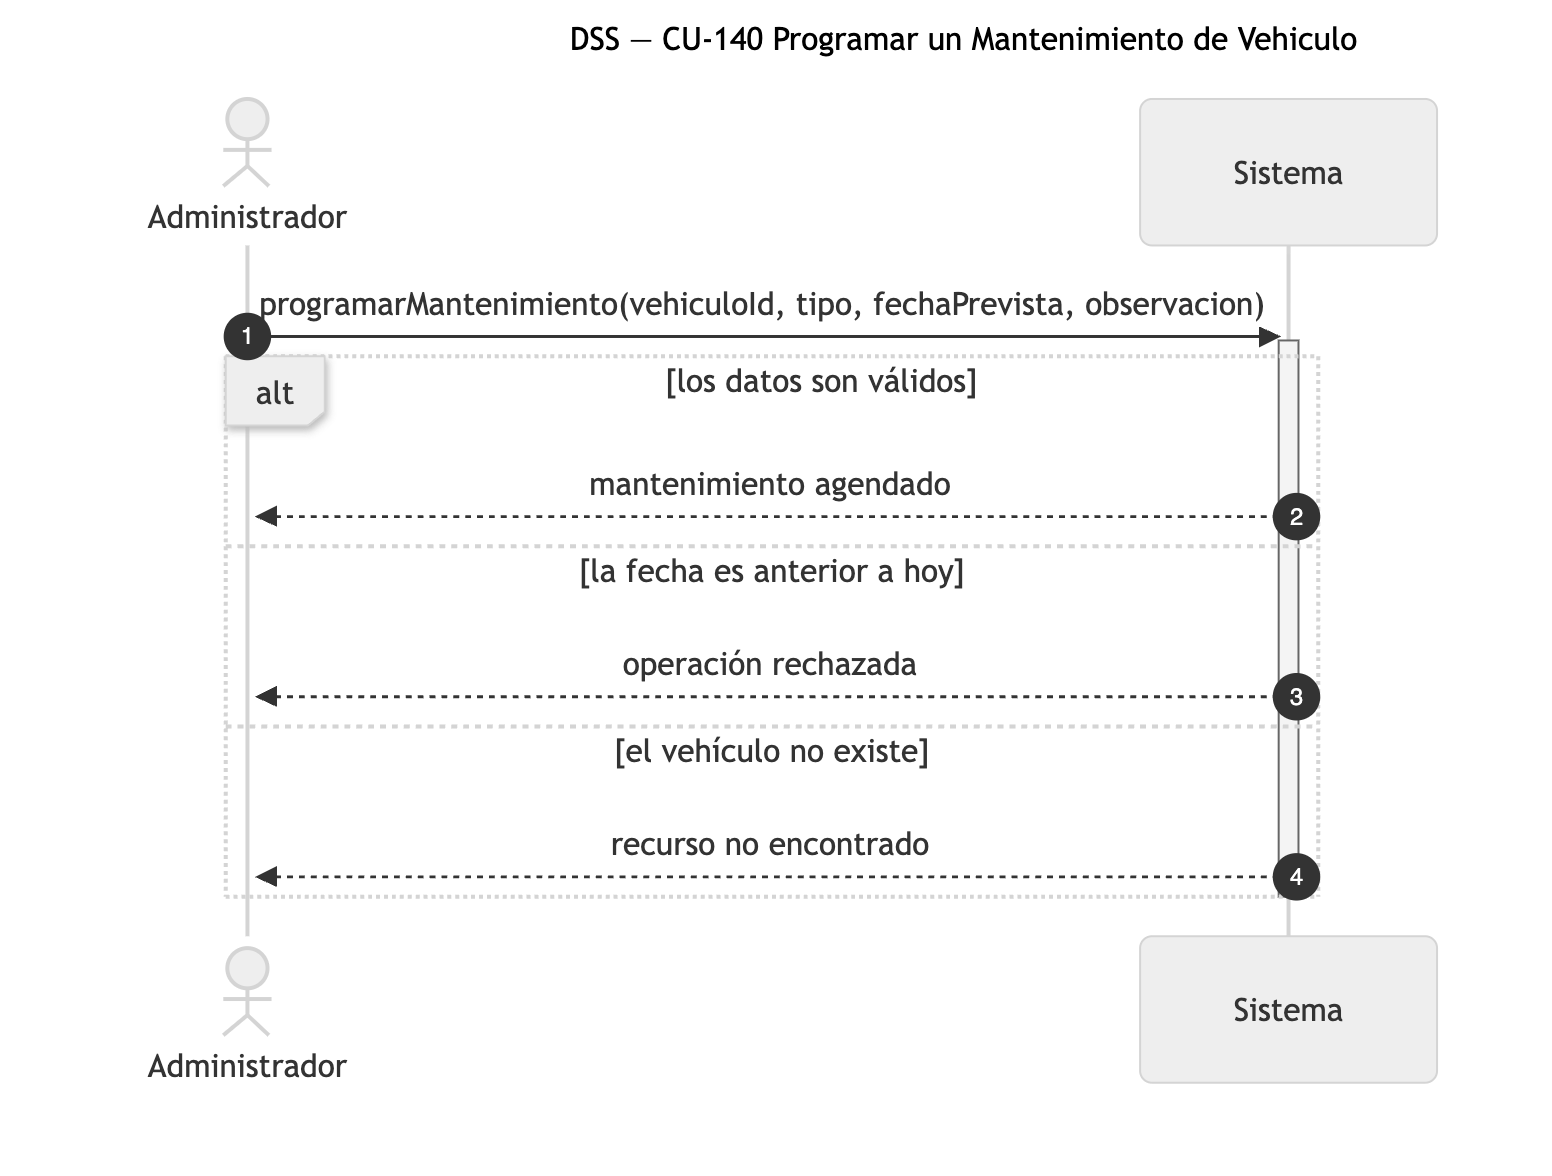 DSS — CU-140 Programar un Mantenimiento de Vehiculo
Administrador
Sistema
programarMantenimiento(vehiculoId, tipo, fechaPrevista, observacion)
1
alt
[los datos son válidos]
mantenimiento agendado
2
[la fecha es anterior a hoy]
operación rechazada
3
[el vehículo no existe]
recurso no encontrado
4
Administrador
Sistema